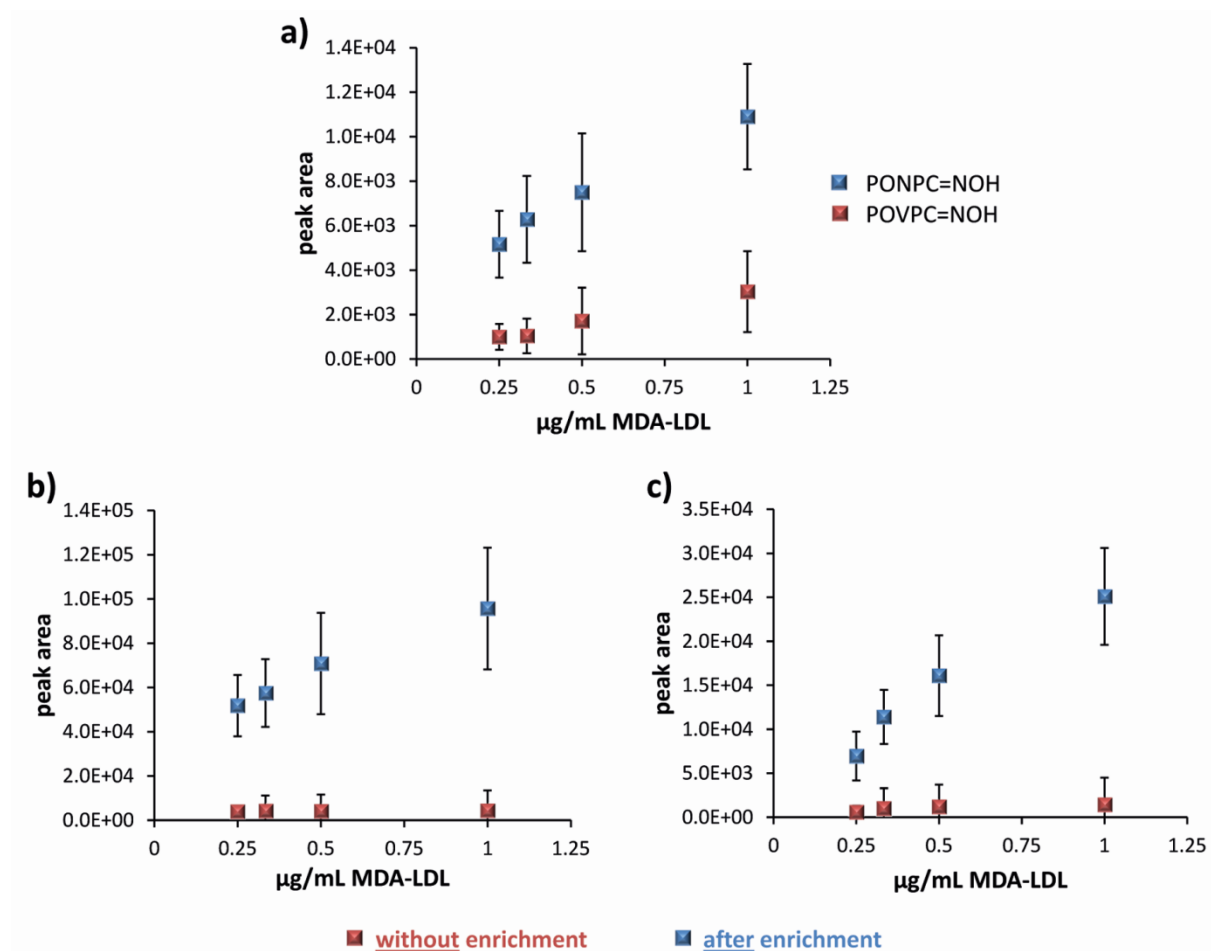 a)
1.4E+04
1.2E+04
1.0E+04
8.0E+03
6.0E+03
4.0E+03
2.0E+03
0.0E+00
peak area
0 0.25 0.5 0.75 1 1.25
µg/mL MDA-LDL
PONPC=NOH
POVPC=NOH
b)
1.4E+05
1.2E+05
1.0E+05
8.0E+04
6.0E+04
4.0E+04
2.0E+04
0.0E+00
peak area
0 0.25 0.5 0.75 1 1.25
µg/mL MDA-LDL
c)
3.5E+04
3.0E+04
2.5E+04
2.0E+04
1.5E+04
1.0E+04
5.0E+03
0.0E+00
peak area
0 0.25 0.5 0.75 1 1.25
µg/mL MDA-LDL
without enrichment after enrichment